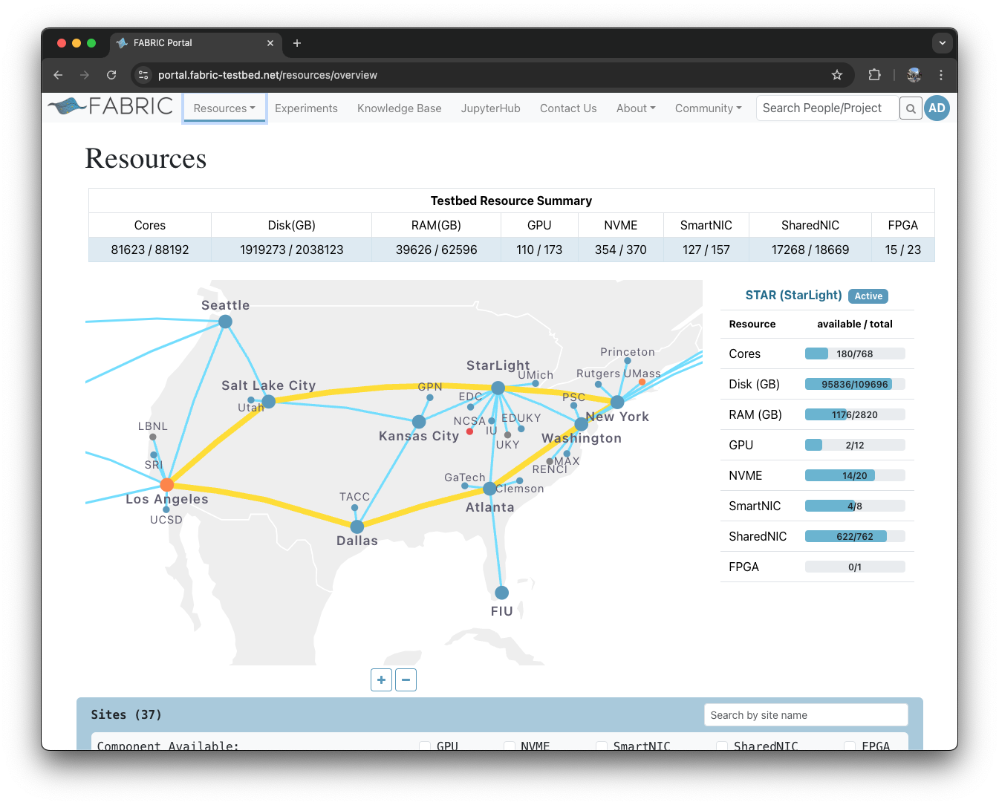 FABRIC Portal
portal.fabric-testbed.net/resources/overview
FABRIC Resources Experiments Knowledge Base JupyterHub Contact Us About Community Search People/Project AD
Resources
Testbed Resource Summary
Cores Disk(GB) RAM(GB) GPU NVME SmartNIC SharedNIC FPGA
81623 / 88192 1919273 / 2038123 39626 / 62596 110 / 173 354 / 370 127 / 157 17268 / 18669 15 / 23
Seattle
Princeton
StarLight
UMich
Rutgers UMass
Salt Lake City
GPN
EDC
PSC
Utah
New York
NCSA
IU
EDUKY
LBNL
Kansas City
UKY
Washington
SRI
MAX
RENCI
GaTech
Clemson
Los Angeles
TACC
Atlanta
UCSD
Dallas
FIU
+ −
STAR (StarLight) Active
Resource available / total
Cores 180/768
Disk (GB) 95836/109696
RAM (GB) 1176/2820
GPU 2/12
NVME 14/20
SmartNIC 4/8
SharedNIC 622/762
FPGA 0/1
Sites (37) Search by site name
Component Available: GPU NVME SmartNIC SharedNIC FPGA